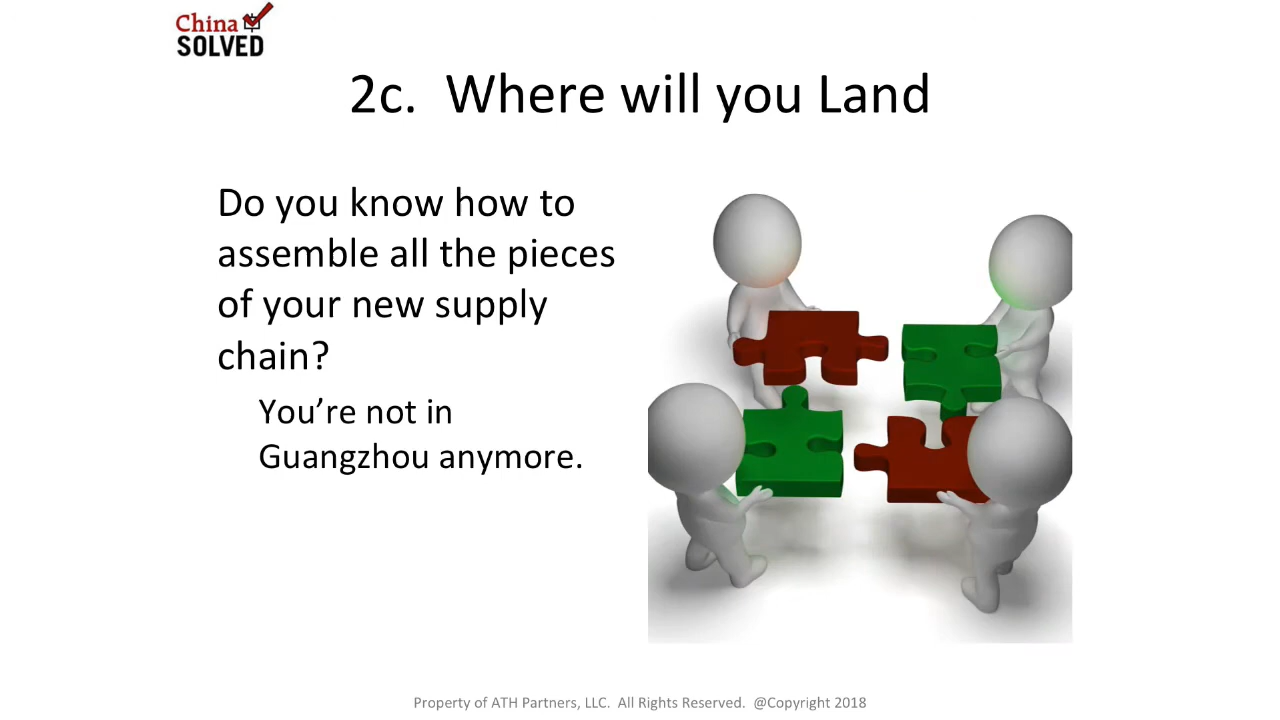 China
SOLVED
2c. Where will you Land
Do you know how to
assemble all the pieces
of your new supply
chain?
You’re not in
Guangzhou anymore.
Property of ATH Partners, LLC. All Rights Reserved. @Copyright 2018